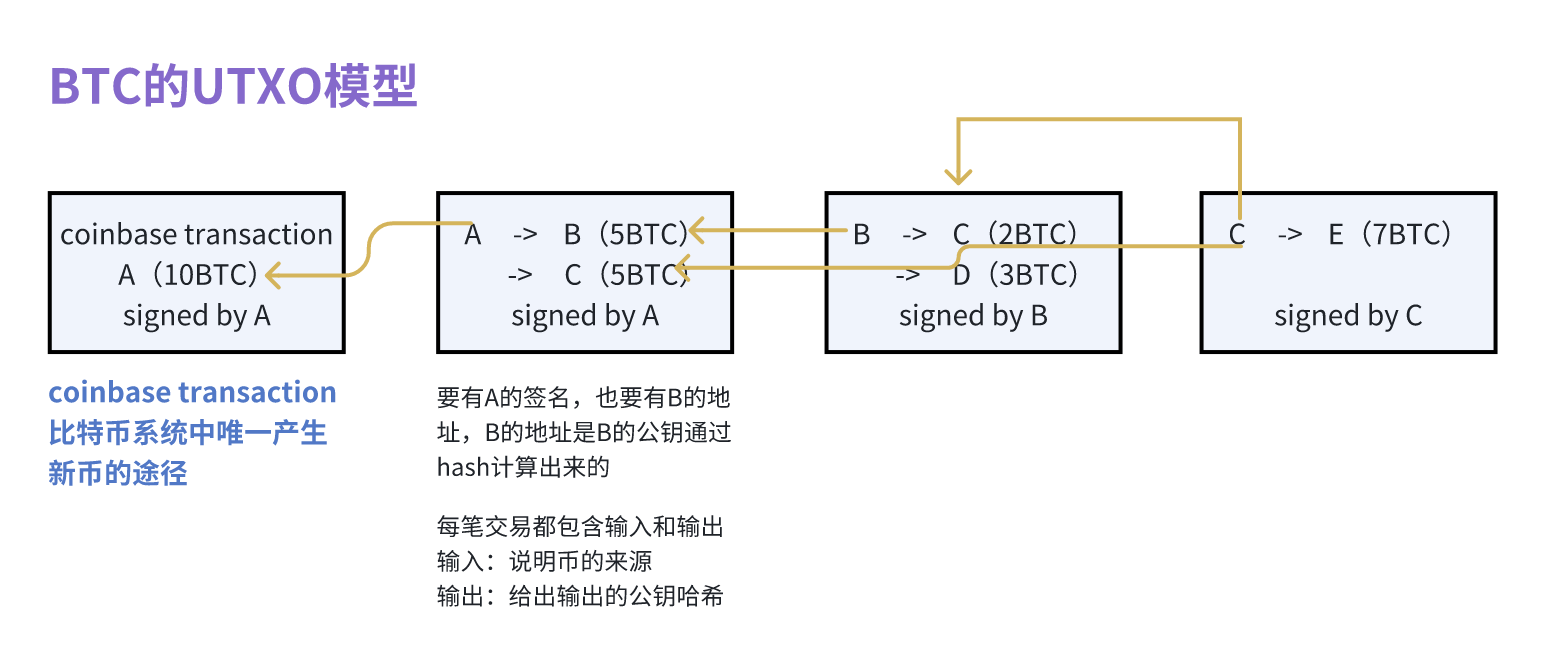 BTC的UTXO模型
coinbase transaction
A（10BTC）
signed by A
A -> B（5BTC）
-> C（5BTC）
signed by A
B -> C（2BTC）
-> D（3BTC）
signed by B
C -> E（7BTC）
signed by C
coinbase transaction
比特币系统中唯一产生
新币的途径
要有A的签名，也要有B的地
址，B的地址是B的公钥通过
hash计算出来的
每笔交易都包含输入和输出
输入：说明币的来源
输出：给出输出的公钥哈希